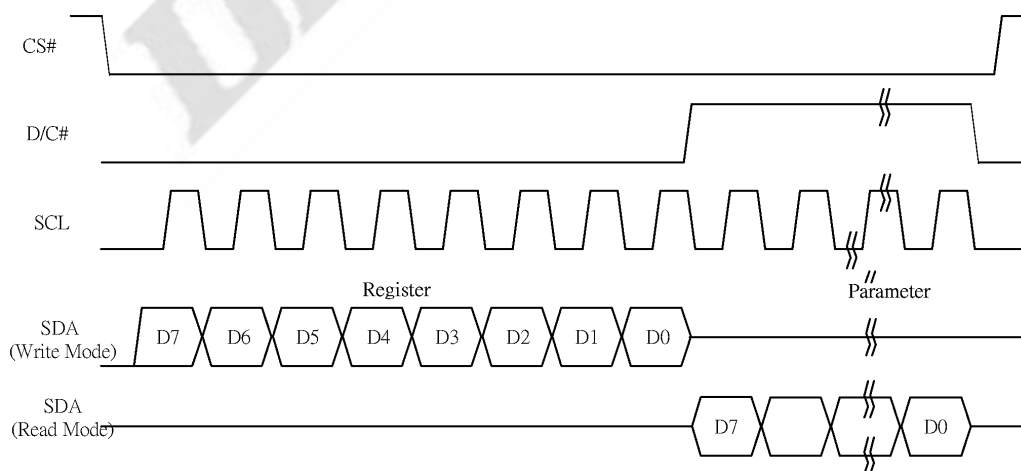 CS#
D/C#
SCL
Register
Parameter
SDA
(Write Mode)
D7 D6 D5 D4 D3 D2 D1 D0
SDA
(Read Mode)
D7 D0